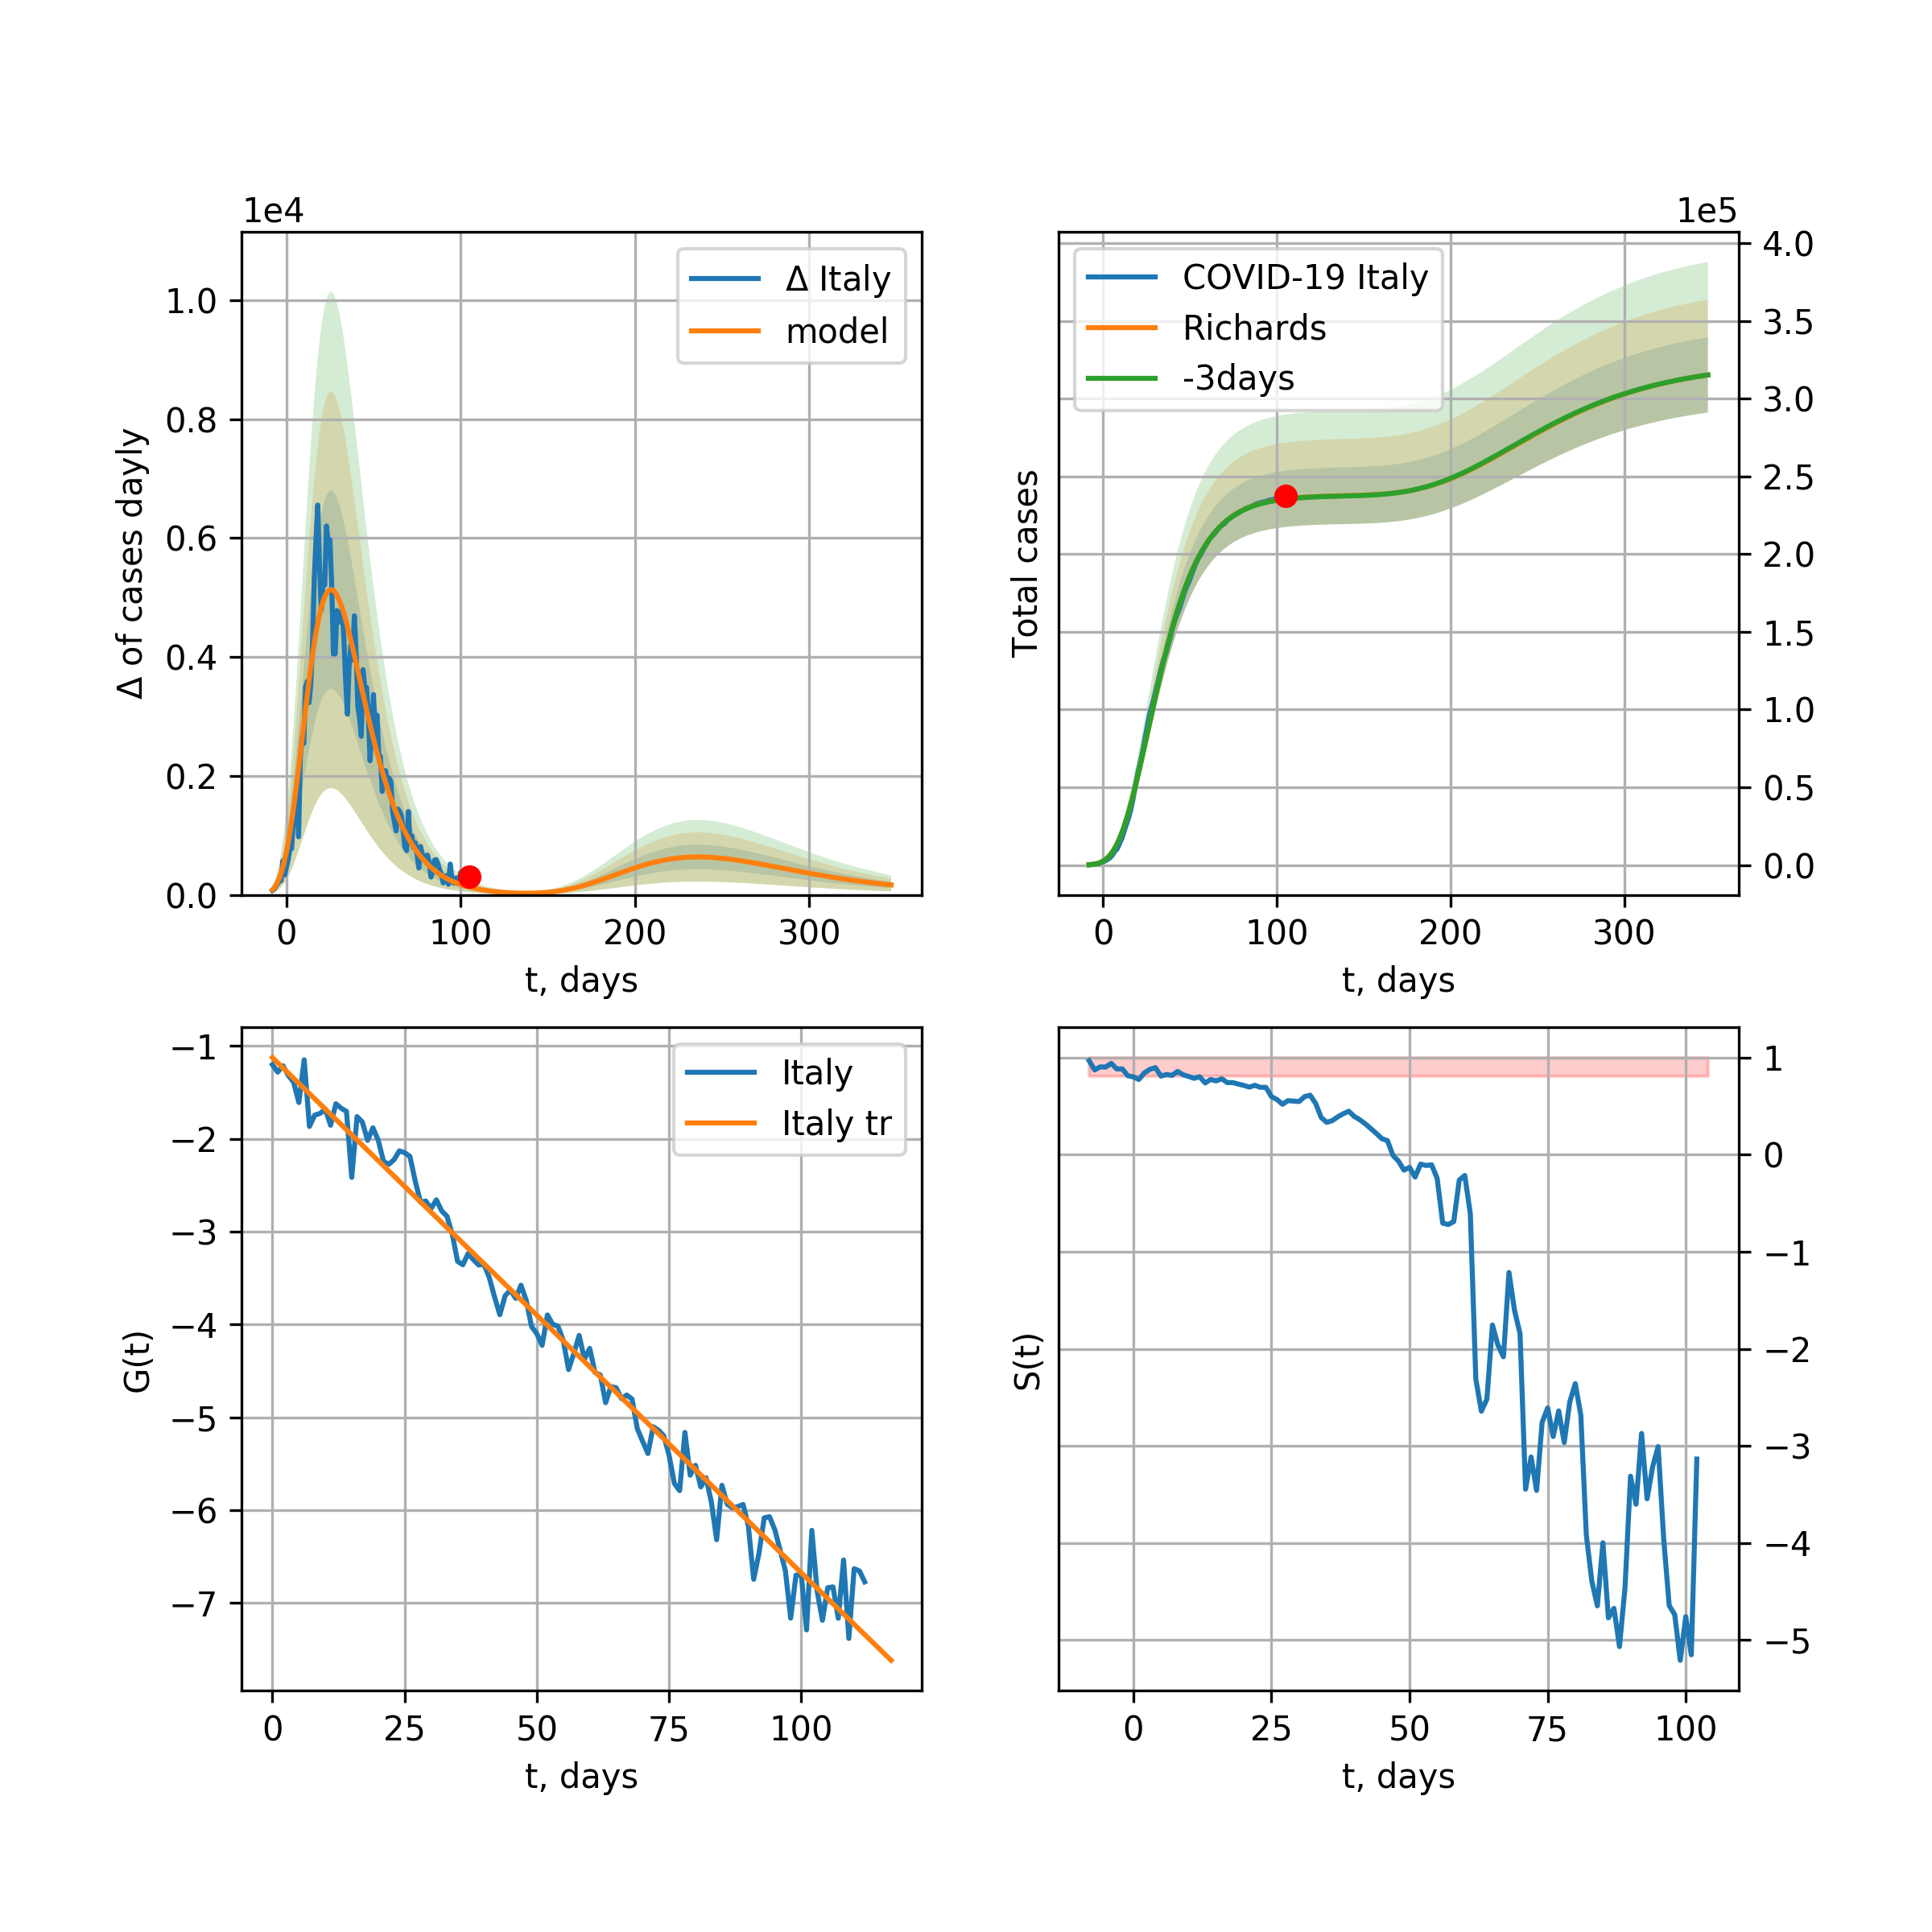 1e4
Δ of cases dayly
1.0
0.8
0.6
0.4
0.2
0.0
Δ Italy
model
0 100 200 300
t, days
1e5
Total cases
COVID-19 Italy
Richards
-3days
4.0
3.5
3.0
2.5
2.0
1.5
1.0
0.5
0.0
0 100 200 300
t, days
G(t)
−1
−2
−3
−4
−5
−6
−7
Italy
Italy tr
0 25 50 75 100
t, days
S(t)
1
0
−1
−2
−3
−4
−5
0 25 50 75 100
t, days